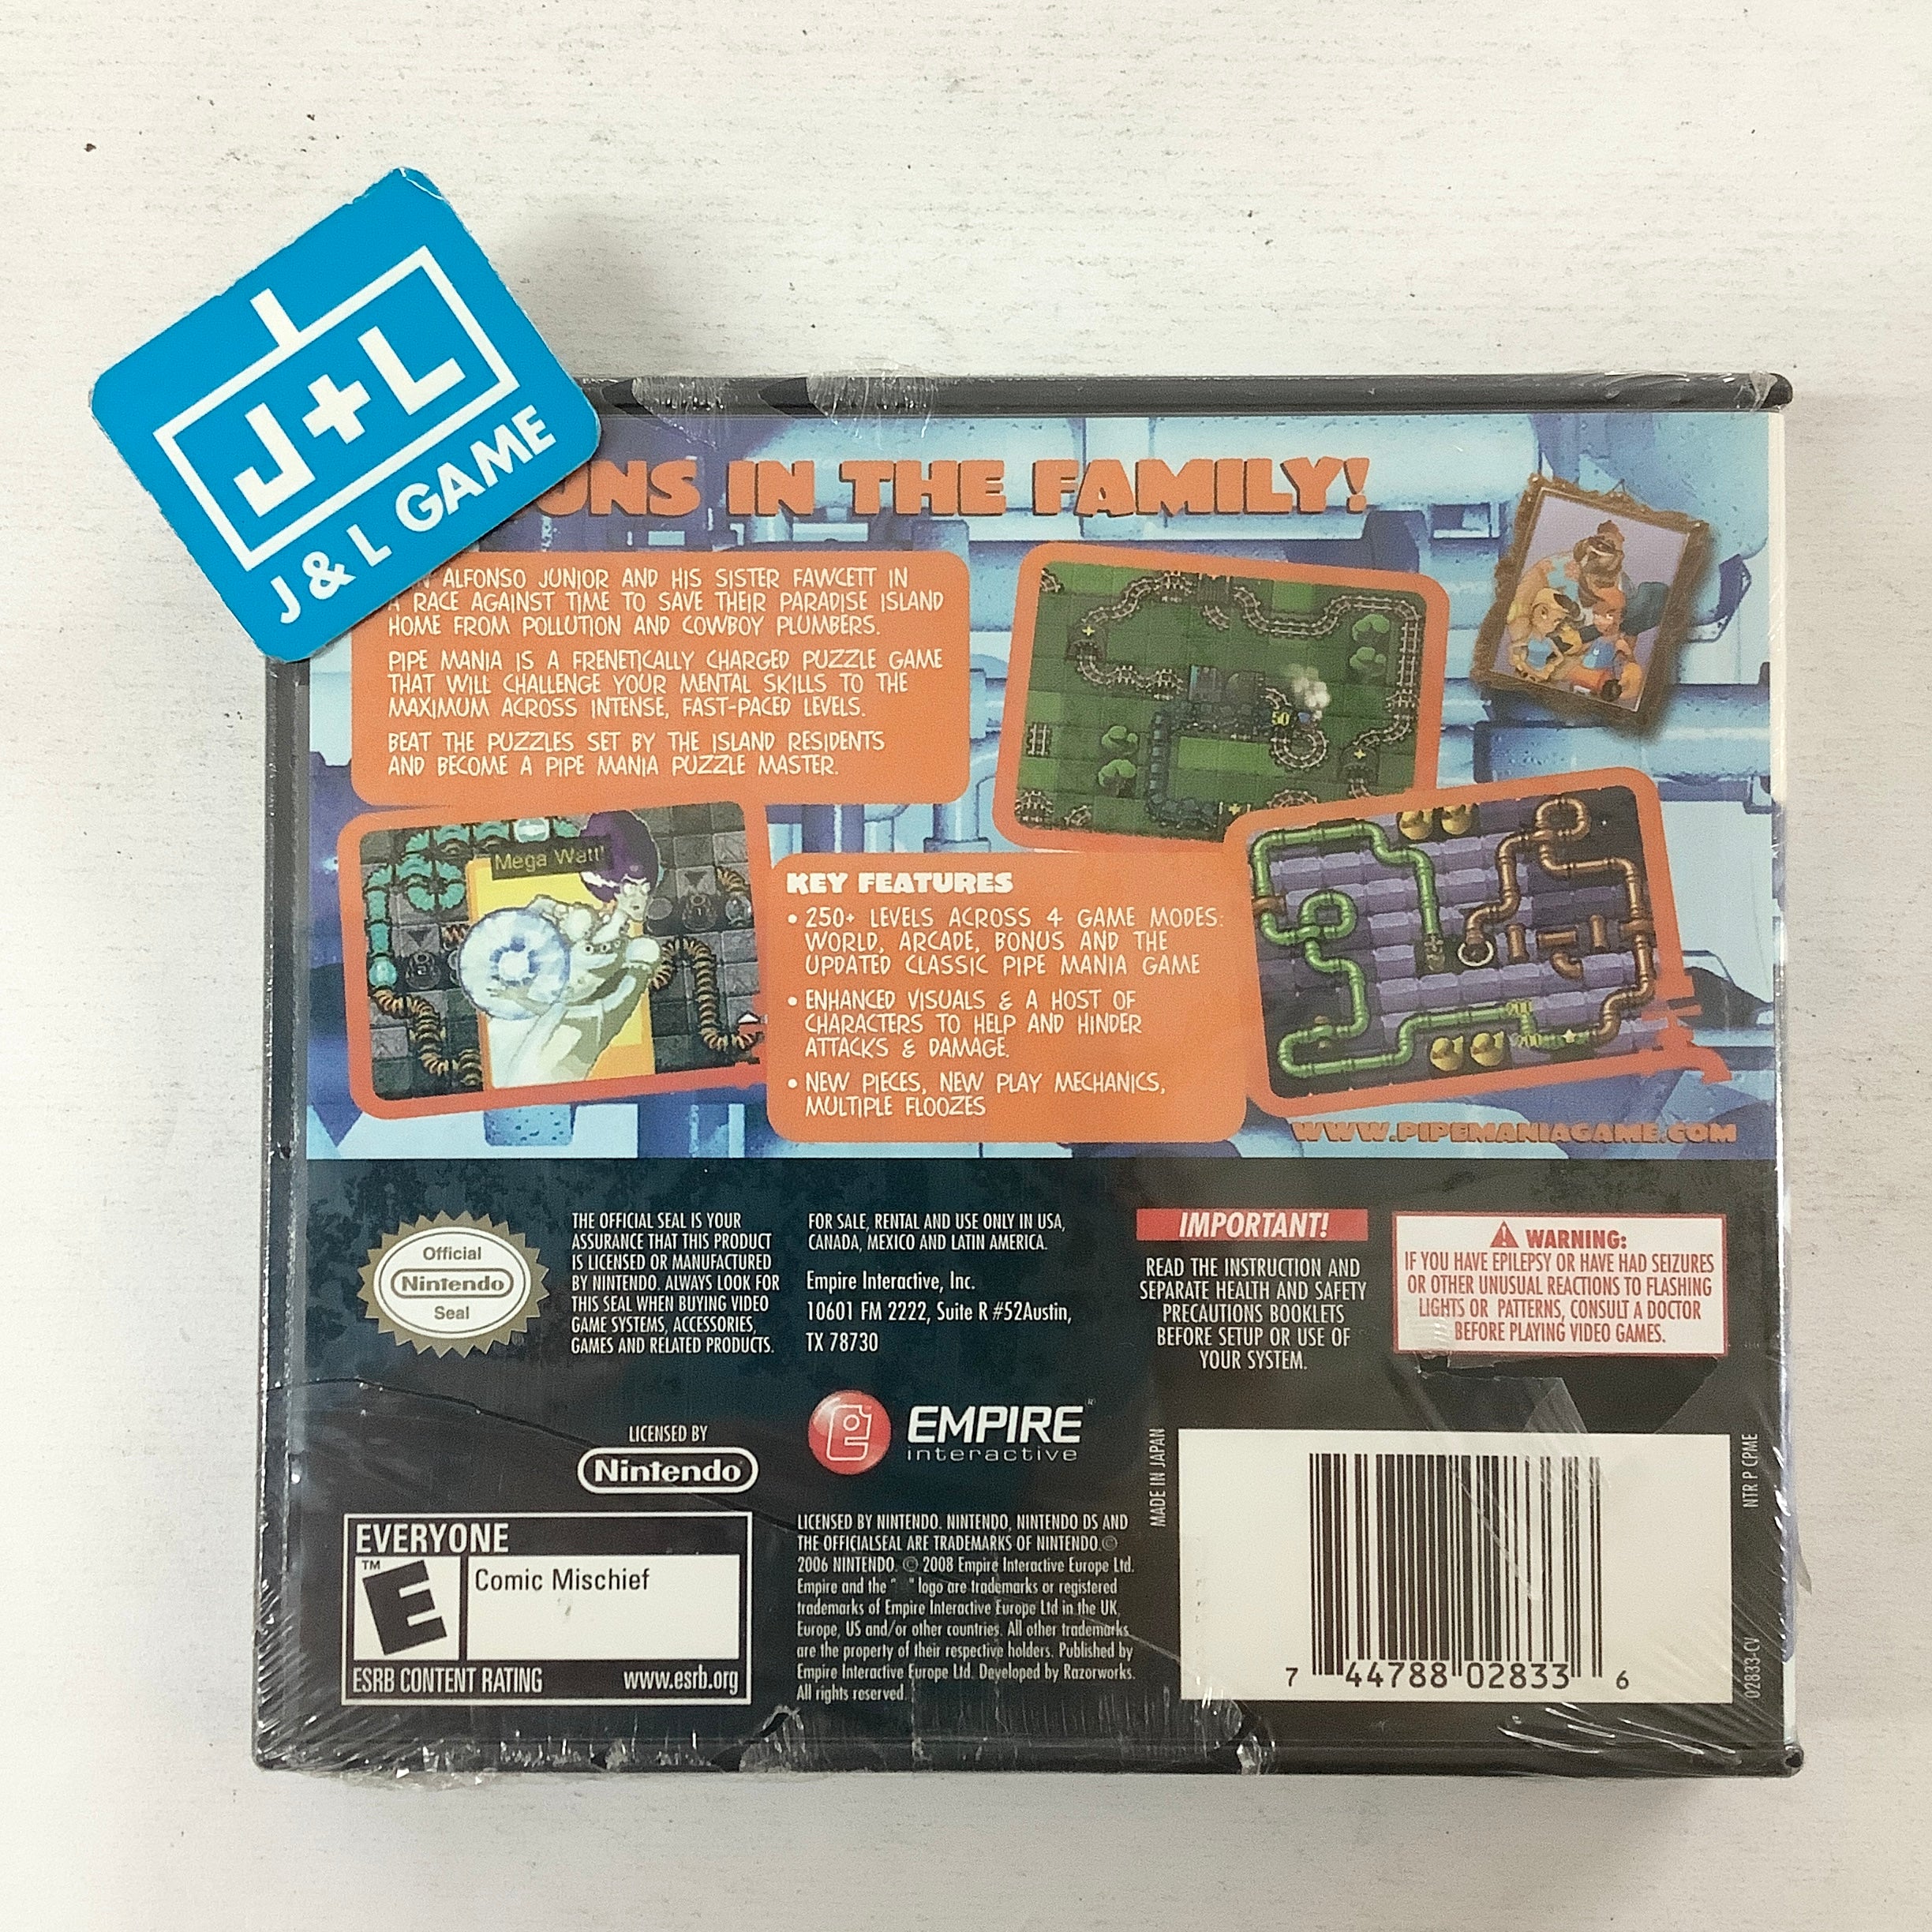 J+L
J & L GAME
UNS IN THE FAMILY!
ALFONSO JUNIOR AND HIS SISTER FAWCETT IN
A RACE AGAINST TIME TO SAVE THEIR PARADISE ISLAND
HOME FROM POLLUTION AND COWBOY PLUMBERS.
PIPE MANIA IS A FRENETICALLY CHARGED PUZZLE GAME
THAT WILL CHALLENGE YOUR MENTAL SKILLS TO THE
MAXIMUM ACROSS INTENSE, FAST-PACED LEVELS.
BEAT THE PUZZLES SET BY THE ISLAND RESIDENTS
AND BECOME A PIPE MANIA PUZZLE MASTER.
50
Mega Watt!
KEY FEATURES
• 250+ LEVELS ACROSS 4 GAME MODES:
WORLD, ARCADE, BONUS AND THE
UPDATED CLASSIC PIPE MANIA GAME
• ENHANCED VISUALS & A HOST OF
CHARACTERS TO HELP AND HINDER
ATTACKS & DAMAGE.
• NEW PIECES, NEW PLAY MECHANICS,
MULTIPLE FLOOZES
200
200
WWW.PIPEMANIAGAME.COM
Official
Nintendo
Seal
THE OFFICIAL SEAL IS YOUR
ASSURANCE THAT THIS PRODUCT
IS LICENSED OR MANUFACTURED
BY NINTENDO. ALWAYS LOOK FOR
THIS SEAL WHEN BUYING VIDEO
GAME SYSTEMS, ACCESSORIES,
GAMES AND RELATED PRODUCTS.
FOR SALE, RENTAL AND USE ONLY IN USA,
CANADA, MEXICO AND LATIN AMERICA.
Empire Interactive, Inc.
10601 FM 2222, Suite R #52Austin,
TX 78730
IMPORTANT!
READ THE INSTRUCTION AND
SEPARATE HEALTH AND SAFETY
PRECAUTIONS BOOKLETS
BEFORE SETUP OR USE OF
YOUR SYSTEM.
WARNING:
IF YOU HAVE EPILEPSY OR HAVE HAD SEIZURES
OR OTHER UNUSUAL REACTIONS TO FLASHING
LIGHTS OR PATTERNS, CONSULT A DOCTOR
BEFORE PLAYING VIDEO GAMES.
LICENSED BY
Nintendo
EMPIRE®
interactive
EVERYONE
E™
Comic Mischief
ESRB CONTENT RATING www.esrb.org
LICENSED BY NINTENDO. NINTENDO, NINTENDO DS AND
THE OFFICIALSEAL ARE TRADEMARKS OF NINTENDO.©
2006 NINTENDO. © 2008 Empire Interactive Europe Ltd.
Empire and the " " logo are trademarks or registered
trademarks of Empire Interactive Europe Ltd in the UK,
Europe, US and/or other countries. All other trademarks
are the property of their respective holders. Published by
Empire Interactive Europe Ltd. Developed by Razorworks.
All rights reserved.
MADE IN JAPAN
7 44788 02833 6
NTR P CPME
02833-CV